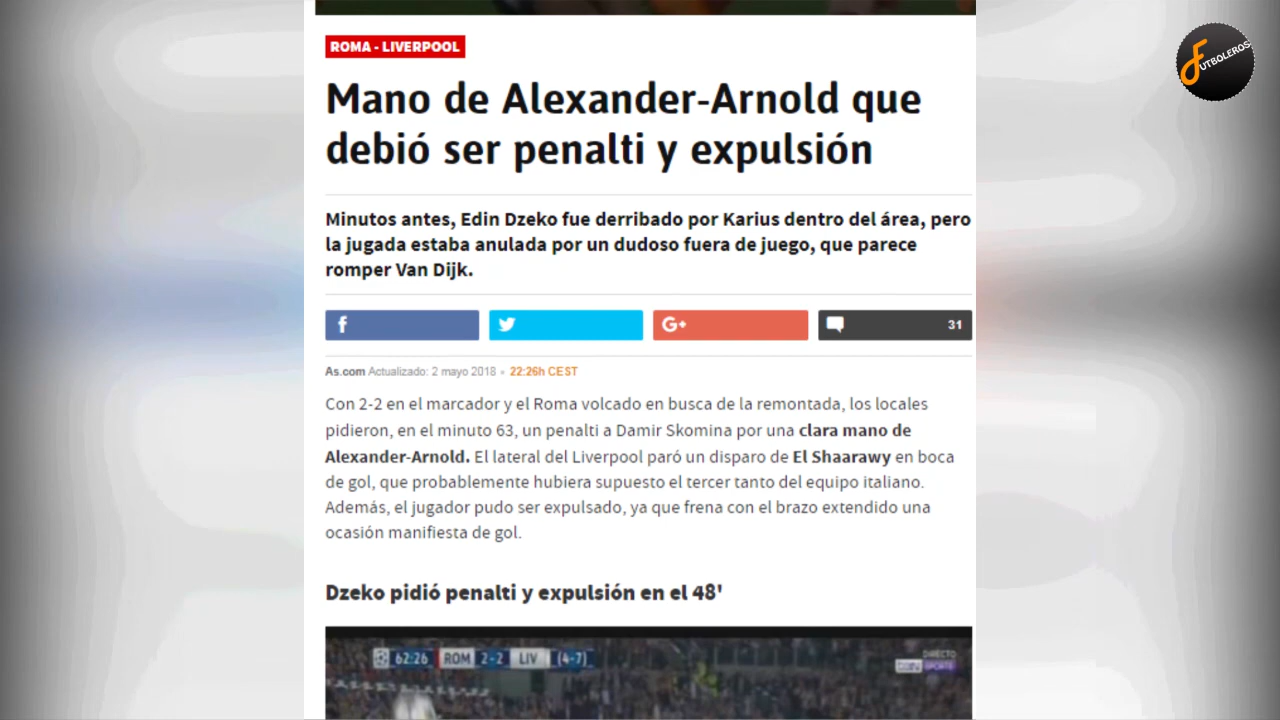 ROMA - LIVERPOOL
FUTBOLEROS
Mano de Alexander-Arnold que
debió ser penalti y expulsión
Minutos antes, Edin Dzeko fue derribado por Karius dentro del área, pero
la jugada estaba anulada por un dudoso fuera de juego, que parece
romper Van Dijk.
31
As.com Actualizado: 2 mayo 2018 • 22:26h CEST
Con 2-2 en el marcador y el Roma volcado en busca de la remontada, los locales
pidieron, en el minuto 63, un penalti a Damir Skomina por una clara mano de
Alexander-Arnold. El lateral del Liverpool paró un disparo de El Shaarawy en boca
de gol, que probablemente hubiera supuesto el tercer tanto del equipo italiano.
Además, el jugador pudo ser expulsado, ya que frena con el brazo extendido una
ocasión manifiesta de gol.
Dzeko pidió penalti y expulsión en el 48'
62:26 ROM 2-2 LIV (4-7)
DIRECTO
beIN SPORTS